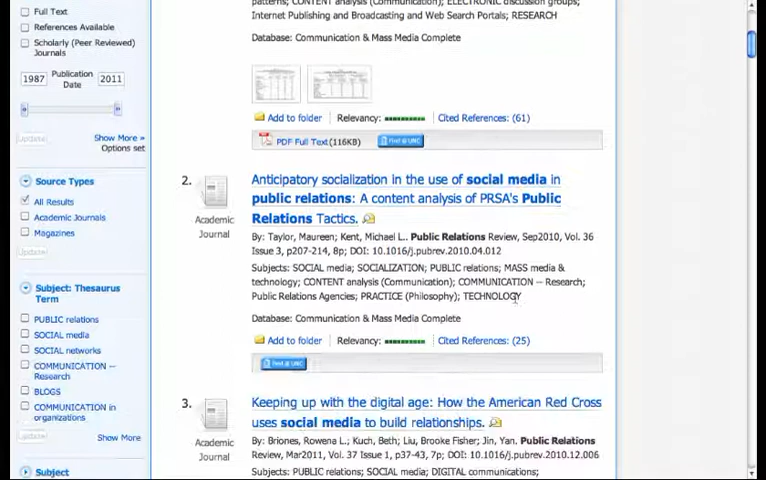 Full Text
References Available
Scholarly (Peer Reviewed)
Journals
1987 Publication Date 2011
Update
Show More »
Options set
Source Types
All Results
Academic Journals
Magazines
Update
Subject: Thesaurus
Term
PUBLIC relations
SOCIAL media
SOCIAL networks
COMMUNICATION --
Research
BLOGS
COMMUNICATION in
organizations
Update
Show More
Subject
patterns; CONTENT analysis (Communication); ELECTRONIC discussion groups;
Internet Publishing and Broadcasting and Web Search Portals; RESEARCH
Database: Communication & Mass Media Complete
Add to folder Relevancy: Cited References: (61)
PDF Full Text (116KB) Find @ UNC
2. Anticipatory socialization in the use of social media in
public relations: A content analysis of PRSA's Public
Relations Tactics.
Academic
Journal
By: Taylor, Maureen; Kent, Michael L.. Public Relations Review, Sep2010, Vol. 36
Issue 3, p207-214, 8p; DOI: 10.1016/j.pubrev.2010.04.012
Subjects: SOCIAL media; SOCIALIZATION; PUBLIC relations; MASS media &
technology; CONTENT analysis (Communication); COMMUNICATION -- Research;
Public Relations Agencies; PRACTICE (Philosophy); TECHNOLOGY
Database: Communication & Mass Media Complete
Add to folder Relevancy: Cited References: (25)
Find @ UNC
3. Keeping up with the digital age: How the American Red Cross
uses social media to build relationships.
Academic
Journal
By: Briones, Rowena L.; Kuch, Beth; Liu, Brooke Fisher; Jin, Yan. Public Relations
Review, Mar2011, Vol. 37 Issue 1, p37-43, 7p; DOI: 10.1016/j.pubrev.2010.12.006
Subjects: PUBLIC relations; SOCIAL media; DIGITAL communications;